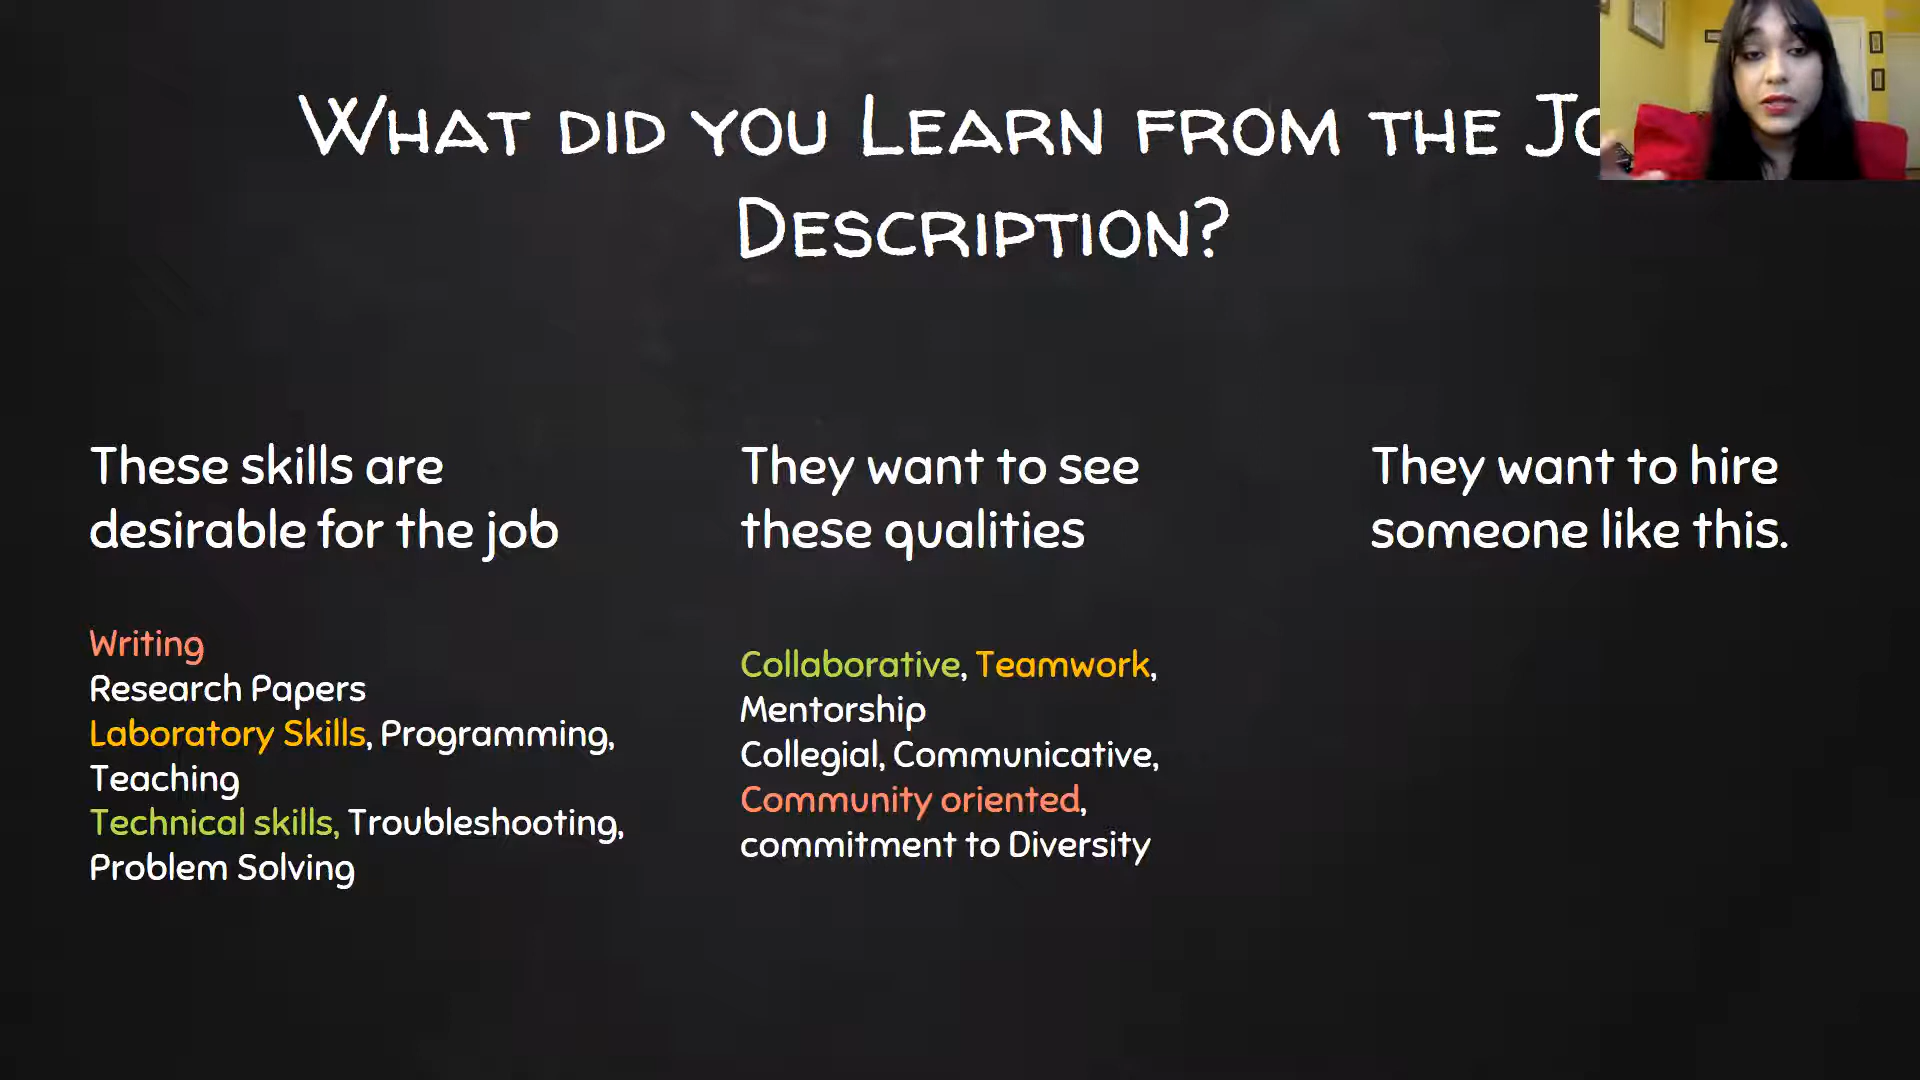 What did you Learn from the Jo
Description?
These skills are
desirable for the job
Writing
Research Papers
Laboratory Skills, Programming,
Teaching
Technical skills, Troubleshooting,
Problem Solving
They want to see
these qualities
Collaborative, Teamwork,
Mentorship
Collegial, Communicative,
Community oriented,
commitment to Diversity
They want to hire
someone like this.